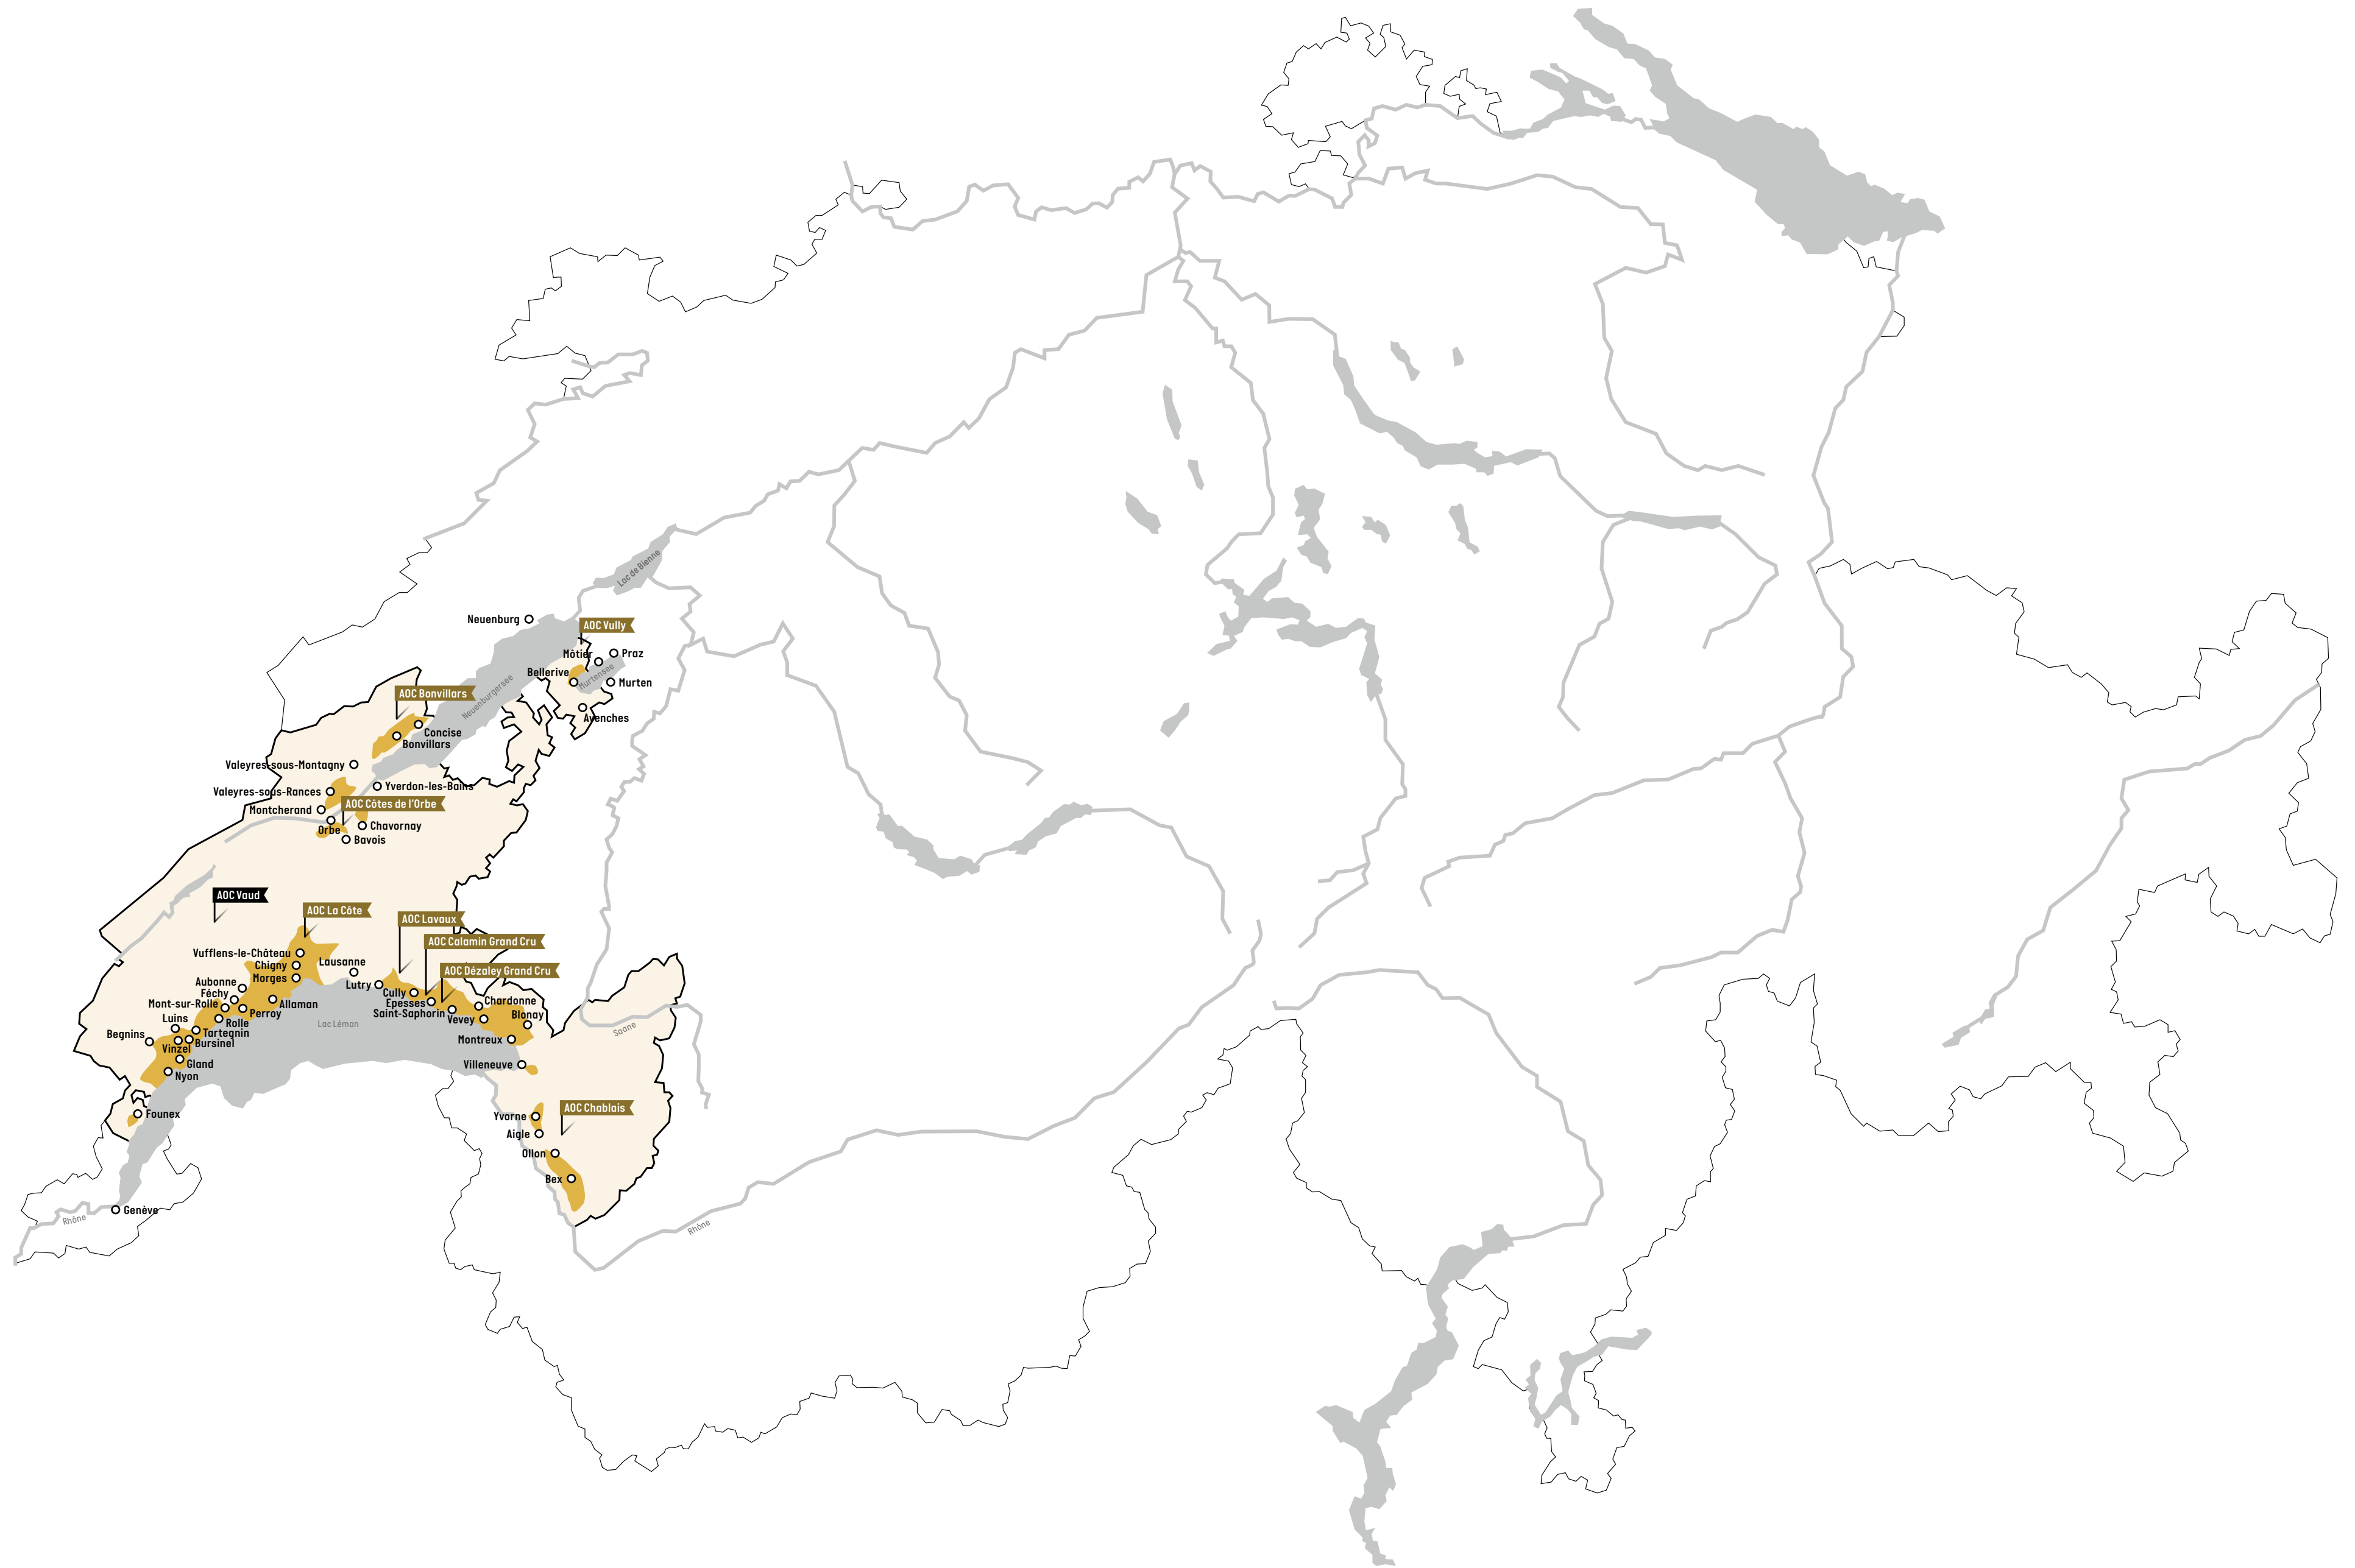 Lac de Bienne
Neuenburg
AOC Vully
Môtier
Praz
Bellerive
Murtensee
Murten
Neuenburgersee
AOC Bonvillars
Avenches
Concise
Bonvillars
Valeyres-sous-Montagny
Yverdon-les-Bains
Valeyres-sous-Rances
AOC Côtes de l'Orbe
Montcherand
Orbe
Chavornay
Bavois
AOC Vaud
AOC La Côte
AOC Lavaux
AOC Calamin Grand Cru
Vufflens-le-Château
Lausanne
Chigny
AOC Dézaley Grand Cru
Morges
Aubonne
Lutry
Féchy
Cully
Mont-sur-Rolle
Allaman
Epesses
Chardonne
Perroy
Saint-Saphorin
Blonay
Luins
Rolle
Lac Léman
Vevey
Saane
Begnins
Tartegnin
Bursinel
Montreux
Vinzel
Gland
Villeneuve
Nyon
Founex
Yvorne
AOC Chablais
Aigle
Ollon
Bex
Genève
Rhône
Rhône